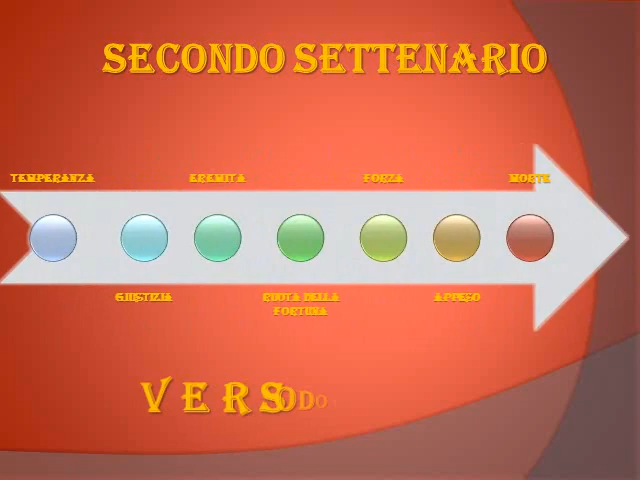 SECONDO SETTENARIO
TEMPERANZA
EREMITA
FORZA
MORTE
GIUSTIZIA
RUOTA DELLA
FORTUNA
APPESO
V E R S